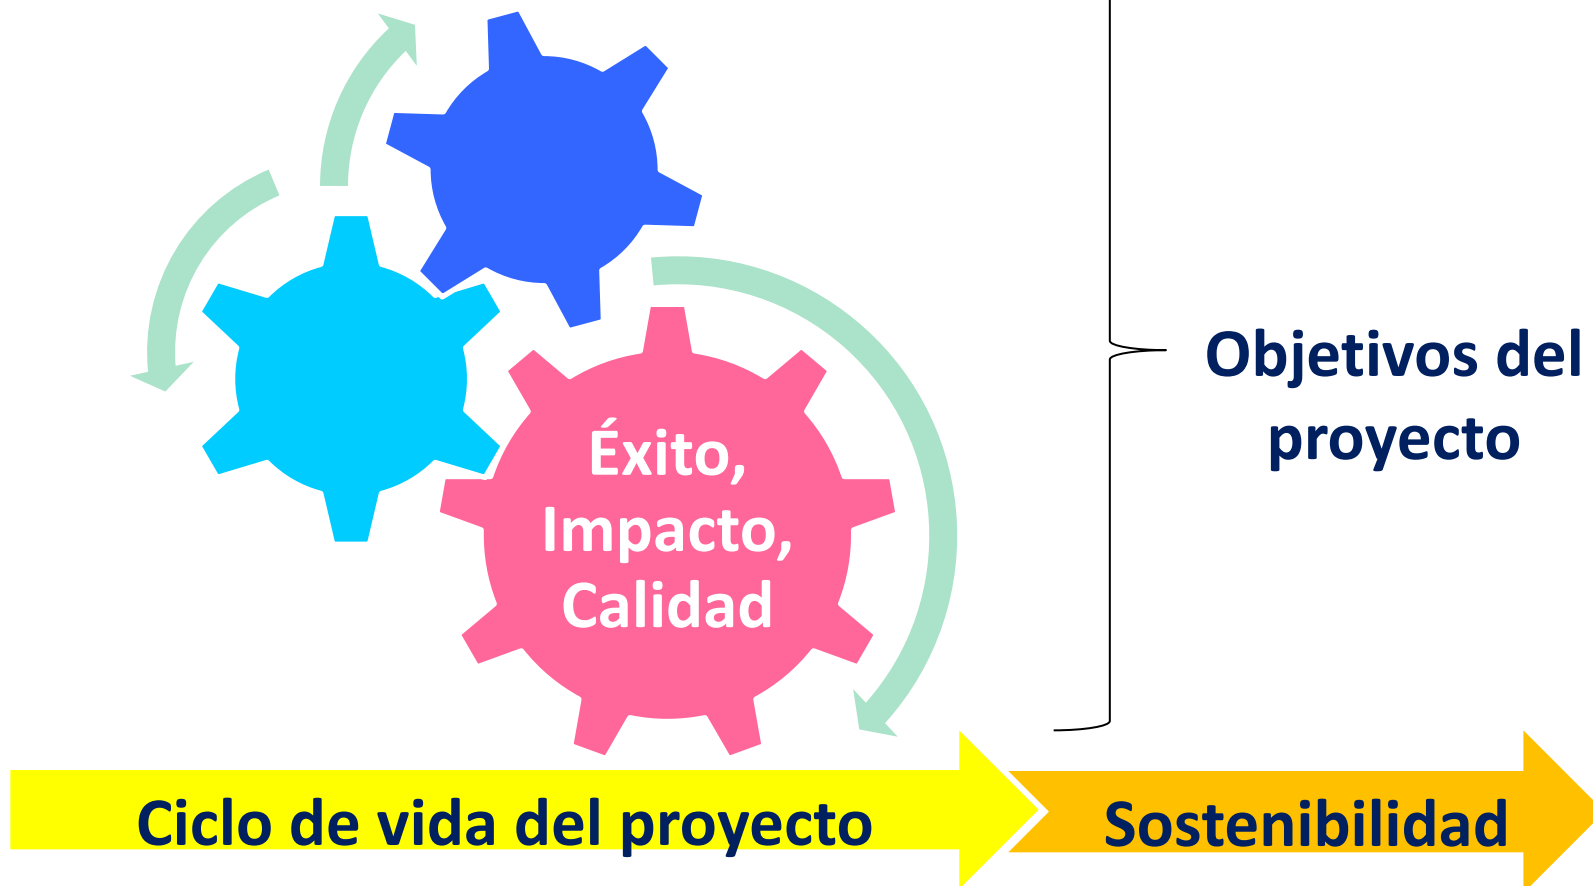 Objetivos del
proyecto
Éxito,
Impacto,
Calidad
Ciclo de vida del proyecto
Sostenibilidad